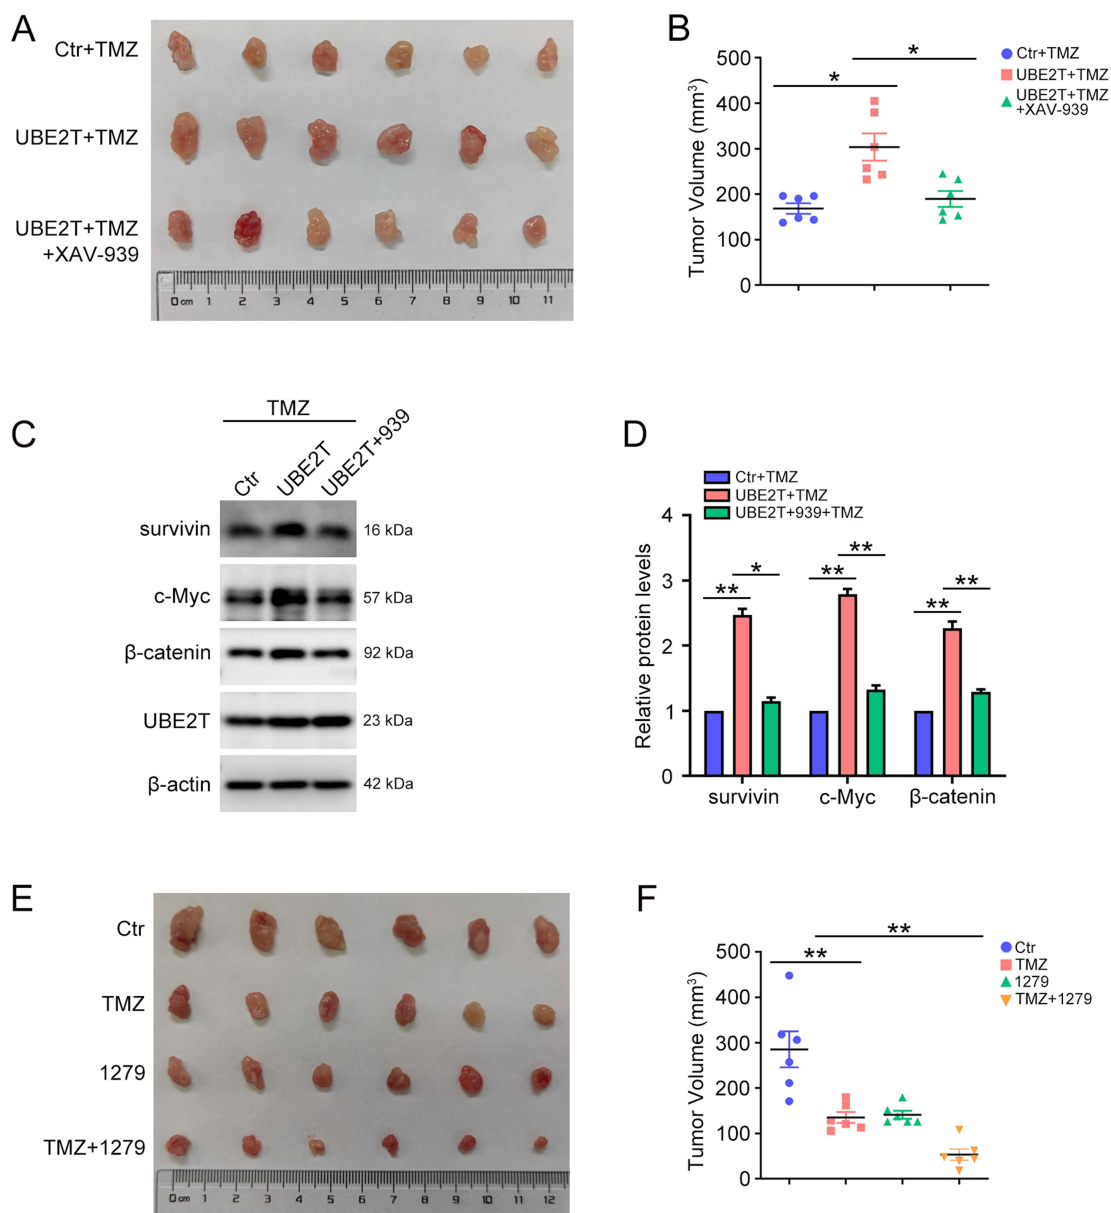 A
Ctr+TMZ
UBE2T+TMZ
UBE2T+TMZ
+XAV-939
0 cm 1 2 3 4 5 6 7 8 9 10 11
B
Tumor Volume (mm³)
500
400
300
200
100
0
*
*
Ctr+TMZ
UBE2T+TMZ
UBE2T+TMZ
+XAV-939
C
TMZ
Ctr
UBE2T
UBE2T+939
survivin
16 kDa
c-Myc
57 kDa
β-catenin
92 kDa
UBE2T
23 kDa
β-actin
42 kDa
D
Ctr+TMZ
UBE2T+TMZ
UBE2T+939+TMZ
Relative protein levels
4
3
2
1
0
**
*
**
**
**
**
survivin
c-Myc
β-catenin
E
Ctr
TMZ
1279
TMZ+1279
0 cm 1 2 3 4 5 6 7 8 9 10 11 12
F
Tumor Volume (mm³)
500
400
300
200
100
0
**
**
Ctr
TMZ
1279
TMZ+1279